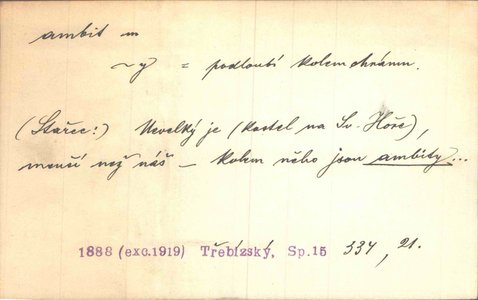 ambit m
~y = podloubí kolem chrámu.
(Stařec:) Nevelký je (kostel na Sv. Hoře),
menší než náš – kolem něho jsou ambity...
1888 (exc.1919) Třebízský, Sp.15 334, 21.